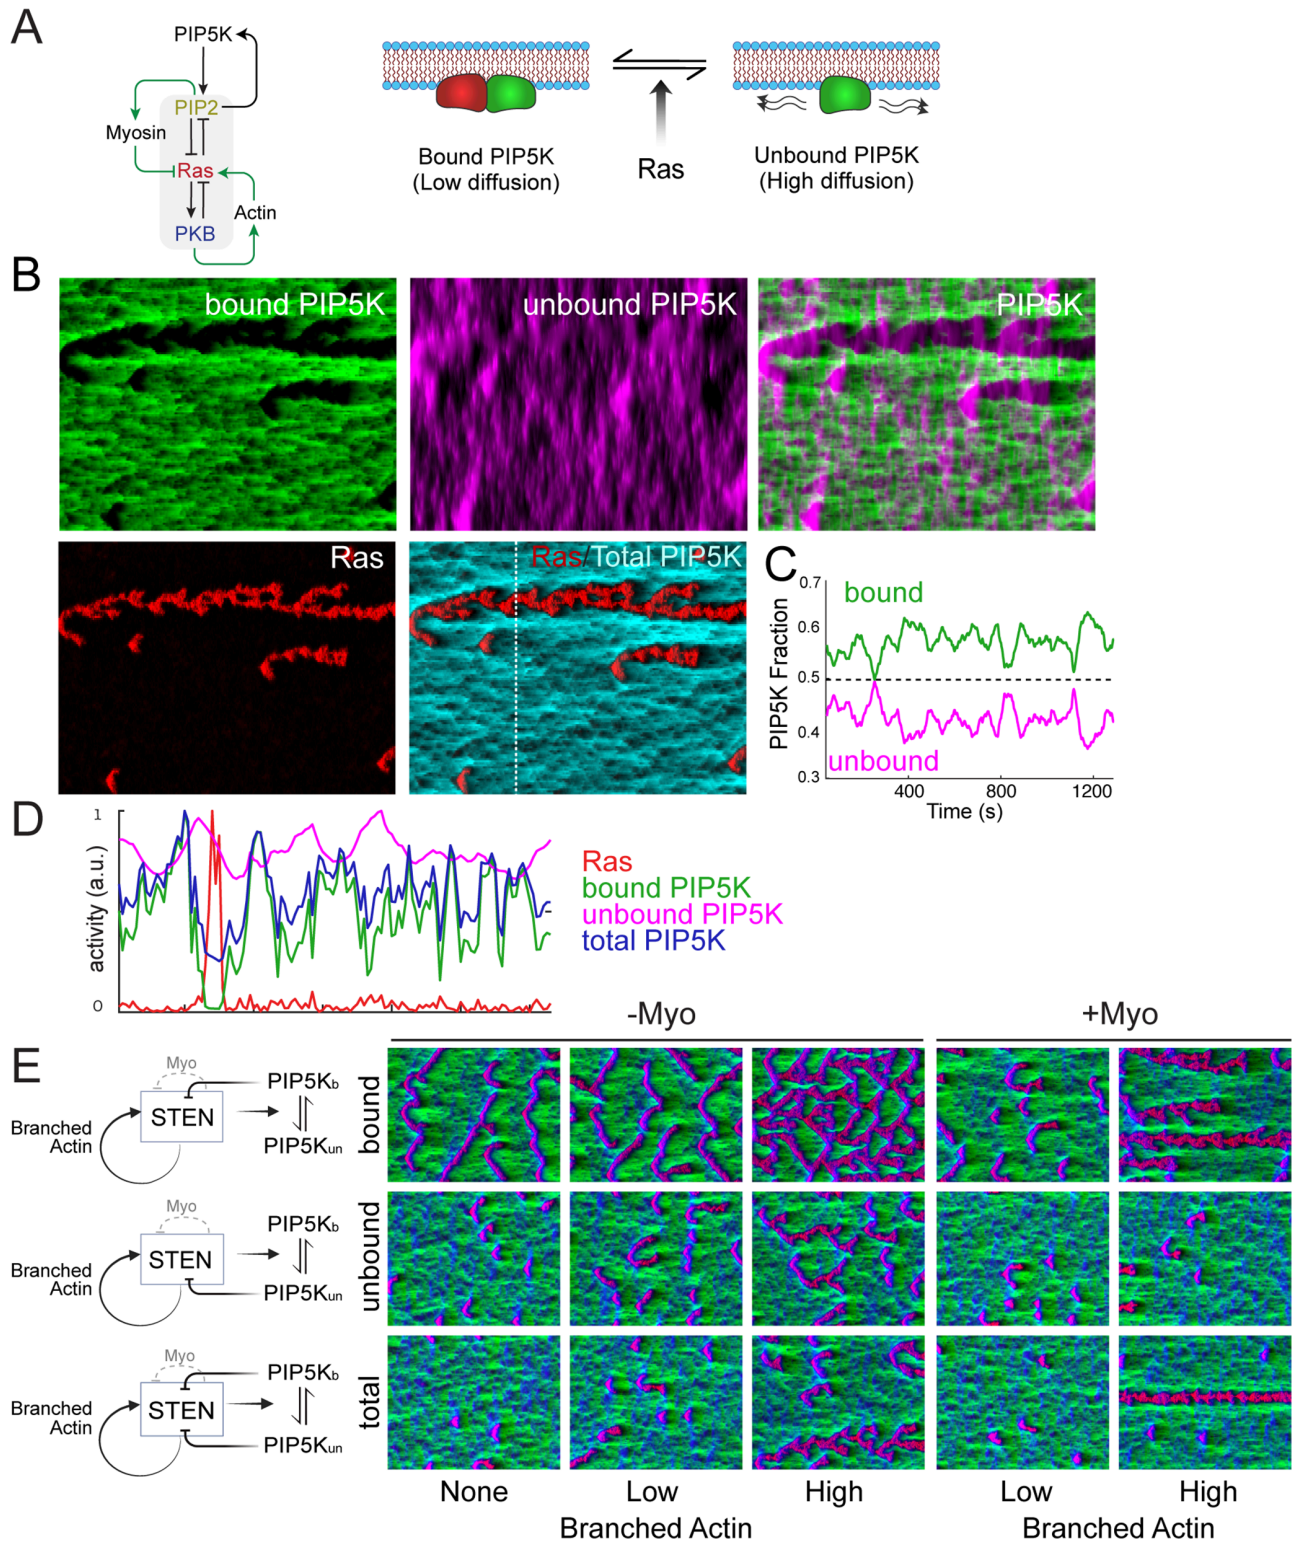 A
PIP5K
PIP2
Myosin
Ras
Actin
PKB
Bound PIP5K
(Low diffusion)
Ras
Unbound PIP5K
(High diffusion)
B
bound PIP5K
unbound PIP5K
PIP5K
Ras
Ras/Total PIP5K
C
0.7
0.6
0.5
0.4
0.3
PIP5K Fraction
bound
unbound
400
800
1200
Time (s)
D
1
0
activity (a.u.)
Ras
bound PIP5K
unbound PIP5K
total PIP5K
-Myo
+Myo
E
Myo
PIP5Kb
STEN
Branched
Actin
PIP5Kun
bound
Myo
PIP5Kb
STEN
Branched
Actin
PIP5Kun
unbound
Myo
PIP5Kb
STEN
Branched
Actin
PIP5Kun
total
None
Low
High
Low
High
Branched Actin
Branched Actin